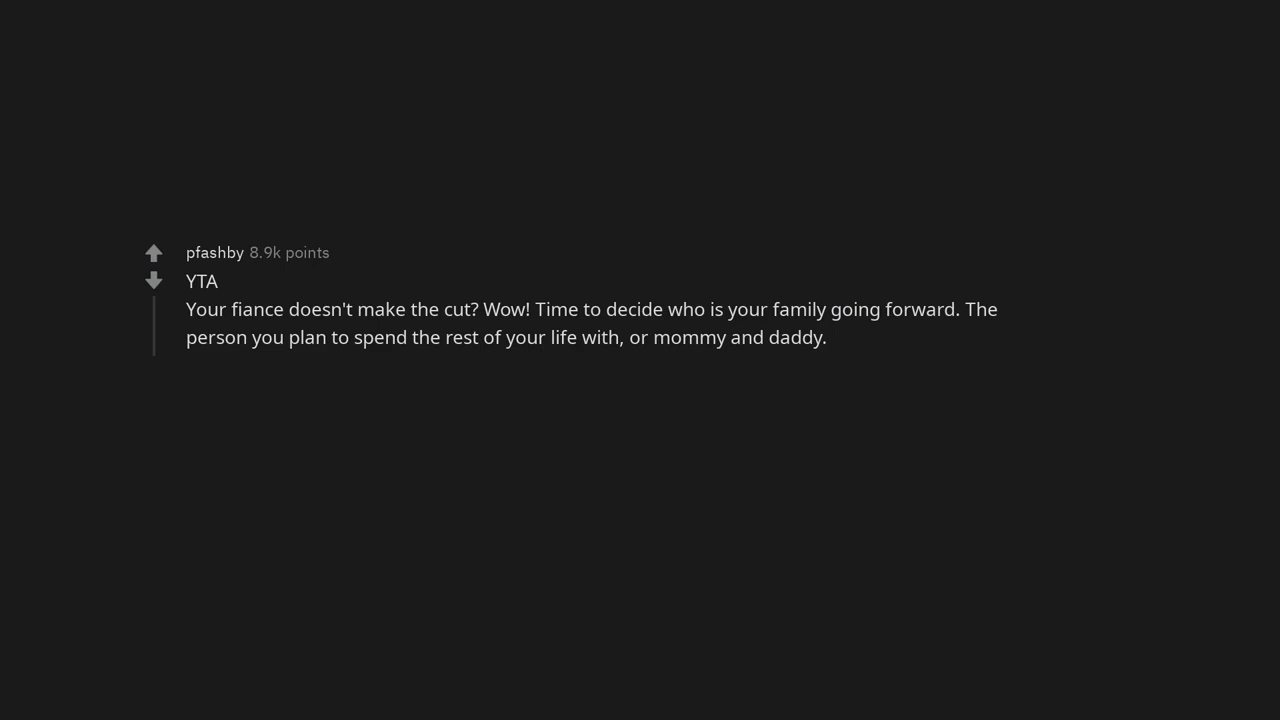 pfashby 8.9k points
YTA
Your fiance doesn't make the cut? Wow! Time to decide who is your family going forward. The
person you plan to spend the rest of your life with, or mommy and daddy.